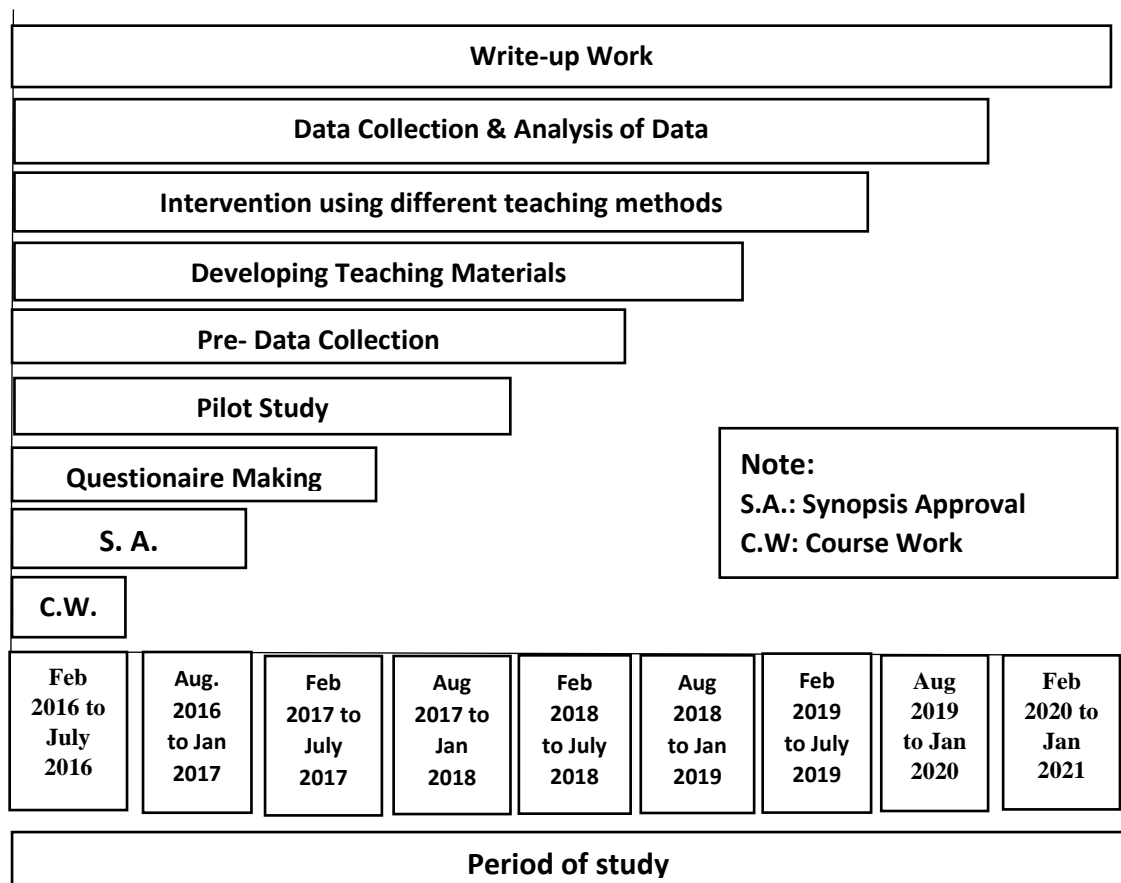 Write-up Work
Data Collection & Analysis of Data
Intervention using different teaching methods
Developing Teaching Materials
Pre- Data Collection
Pilot Study
Questionaire Making
S. A.
C.W.
Note:
S.A.: Synopsis Approval
C.W: Course Work
Feb
2016 to
July
2016
Aug.
2016
to Jan
2017
Feb
2017 to
July
2017
Aug
2017 to
Jan
2018
Feb
2018
to July
2018
Aug
2018
to Jan
2019
Feb
2019
to July
2019
Aug
2019
to Jan
2020
Feb
2020 to
Jan
2021
Period of study